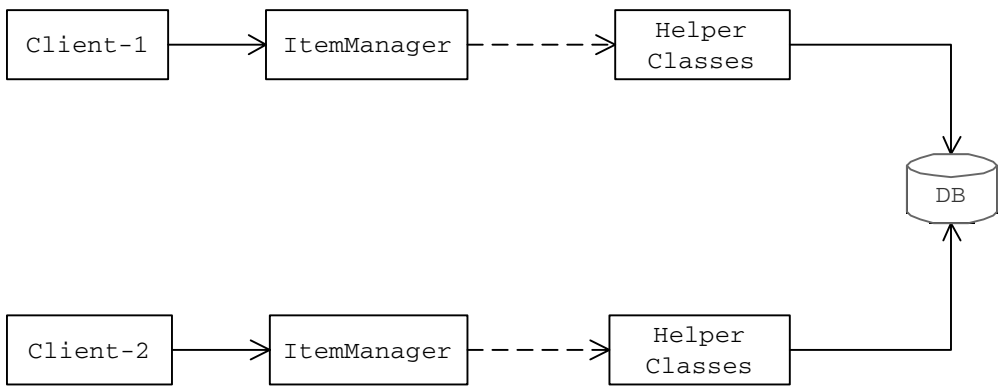 Client-1
ItemManager
Helper
Classes
DB
Client-2
ItemManager
Helper
Classes